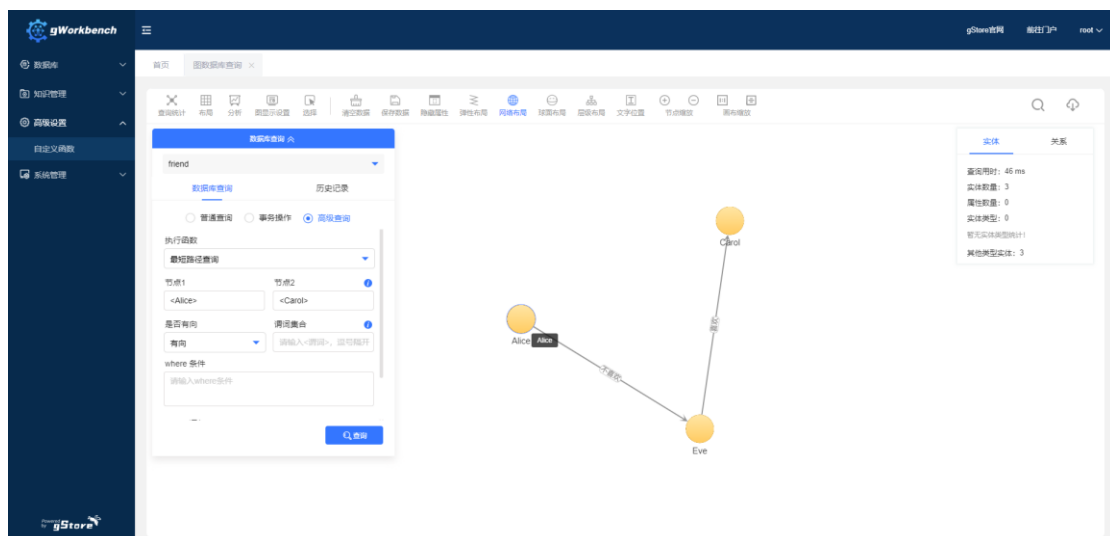 gWorkbench
gStore官网 前往门户 root
数据库
首页 图数据库查询 ×
知识管理
高级设置
自定义函数
系统管理
查询统计 布局 分析 图显示设置 选择 清空数据 保存数据 隐藏属性 弹性布局 网络布局 球面布局 层级布局 文字位置 节点缩放 画布缩放
数据库查询
friend
数据库查询 历史记录
普通查询 事务操作 高级查询
执行函数
最短路径查询
节点1 节点2
<Alice> <Carol>
是否有向 谓词集合
有向 请输入<谓词>、逗号隔开
where 条件
请输入where条件
查询
实体 关系
查询用时：46 ms
实体数量：3
属性数量：0
实体类型：0
暂无实体类型统计！
其他类型实体：3
Carol
喜欢
Alice Alice
不喜欢
Eve
Powered by gStore